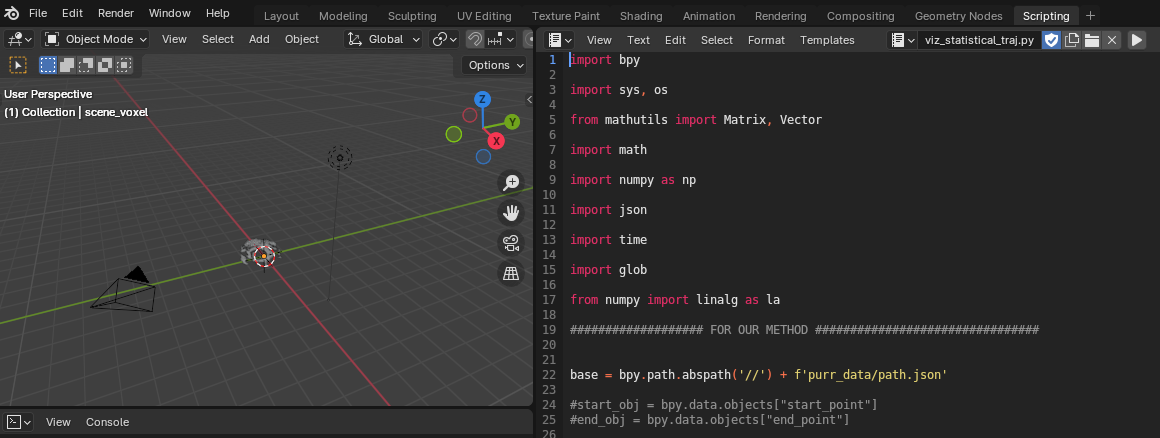 File Edit Render Window Help Layout Modeling Sculpting UV Editing Texture Paint Shading Animation Rendering Compositing Geometry Nodes Scripting +
Object Mode View Select Add Object Global
Options
User Perspective
(1) Collection | scene_voxel
Z
Y
X
View Console
View Text Edit Select Format Templates viz_statistical_traj.py
1 import bpy
2
3 import sys, os
4
5 from mathutils import Matrix, Vector
6
7 import math
8
9 import numpy as np
10
11 import json
12
13 import time
14
15 import glob
16
17 from numpy import linalg as la
18
19 ################### FOR OUR METHOD ################################
20
21
22 base = bpy.path.abspath('//') + f'purr_data/path.json'
23
24 #start_obj = bpy.data.objects["start_point"]
25 #end_obj = bpy.data.objects["end_point"]
26